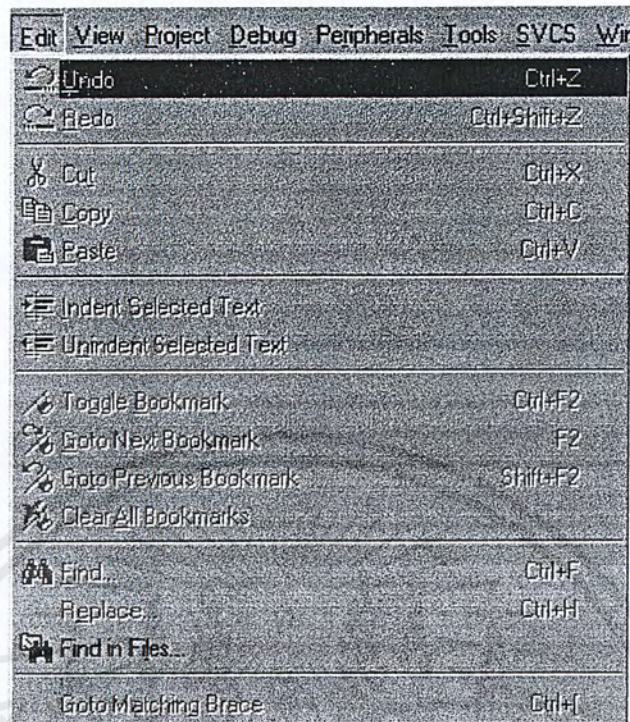 Edit View Project Debug Peripherals Tools SVCS Win
Undo Ctrl+Z
Redo Ctrl+Shift+Z
Cut Ctrl+X
Copy Ctrl+C
Paste Ctrl+V
Indent Selected Text
Unindent Selected Text
Toggle Bookmark Ctrl+F2
Goto Next Bookmark F2
Goto Previous Bookmark Shift+F2
Clear All Bookmarks
Find... Ctrl+F
Replace... Ctrl+H
Find in Files...
Goto Matching Brace Ctrl+[